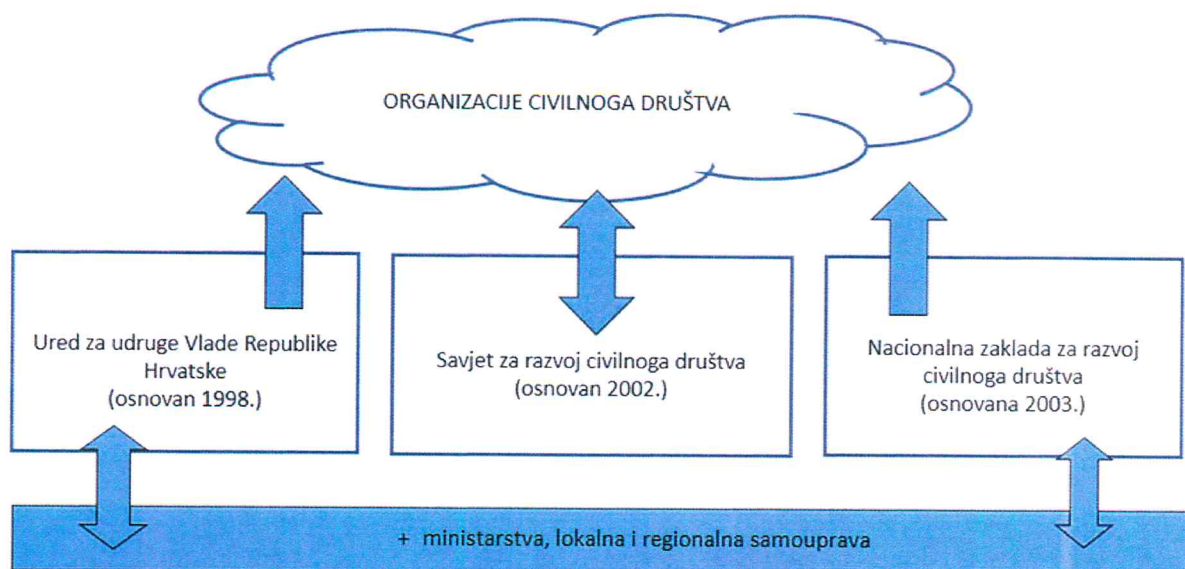 ORGANIZACIJE CIVILNOGA DRUŠTVA
Ured za udruge Vlade Republike
Hrvatske
(osnovan 1998.)
Savjet za razvoj civilnoga društva
(osnovan 2002.)
Nacionalna zaklada za razvoj
civilnoga društva
(osnovana 2003.)
+ ministarstva, lokalna i regionalna samouprava